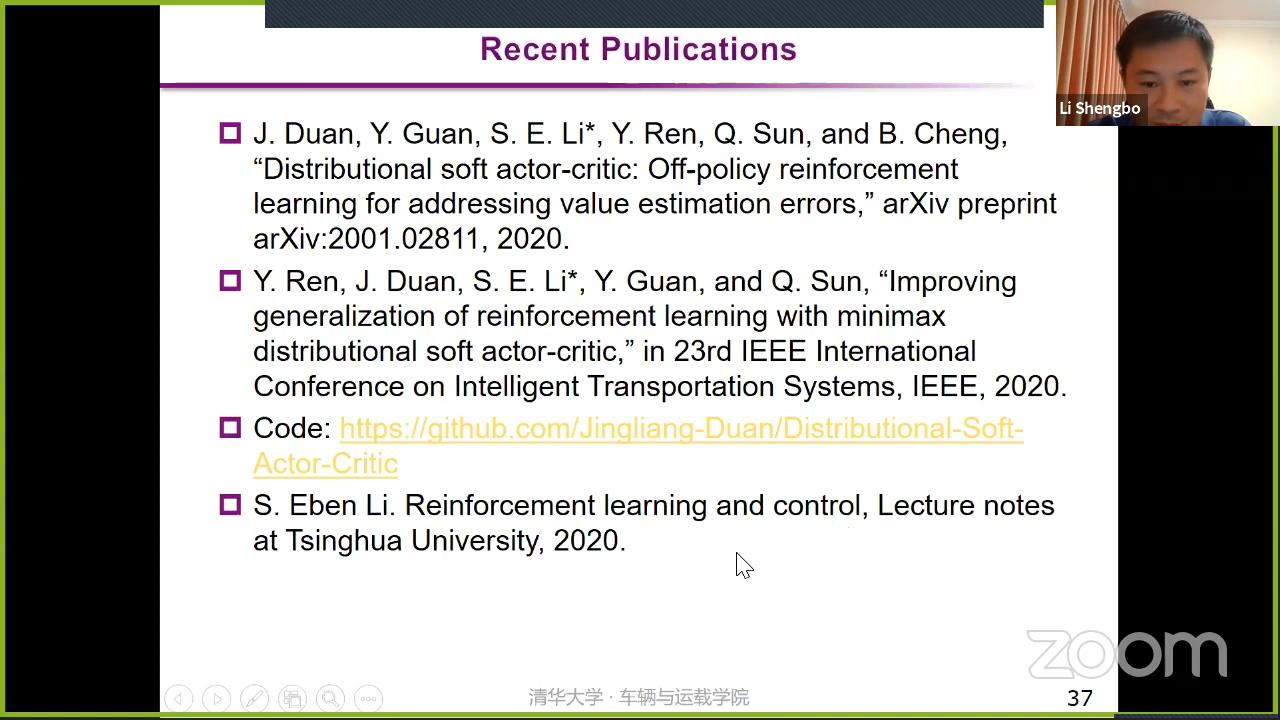 Recent Publications
Li Shengbo
J. Duan, Y. Guan, S. E. Li*, Y. Ren, Q. Sun, and B. Cheng,
“Distributional soft actor-critic: Off-policy reinforcement
learning for addressing value estimation errors,” arXiv preprint
arXiv:2001.02811, 2020.
Y. Ren, J. Duan, S. E. Li*, Y. Guan, and Q. Sun, “Improving
generalization of reinforcement learning with minimax
distributional soft actor-critic,” in 23rd IEEE International
Conference on Intelligent Transportation Systems, IEEE, 2020.
Code: https://github.com/Jingliang-Duan/Distributional-Soft-
Actor-Critic
S. Eben Li. Reinforcement learning and control, Lecture notes
at Tsinghua University, 2020.
zoom
清华大学 · 车辆与运载学院
37